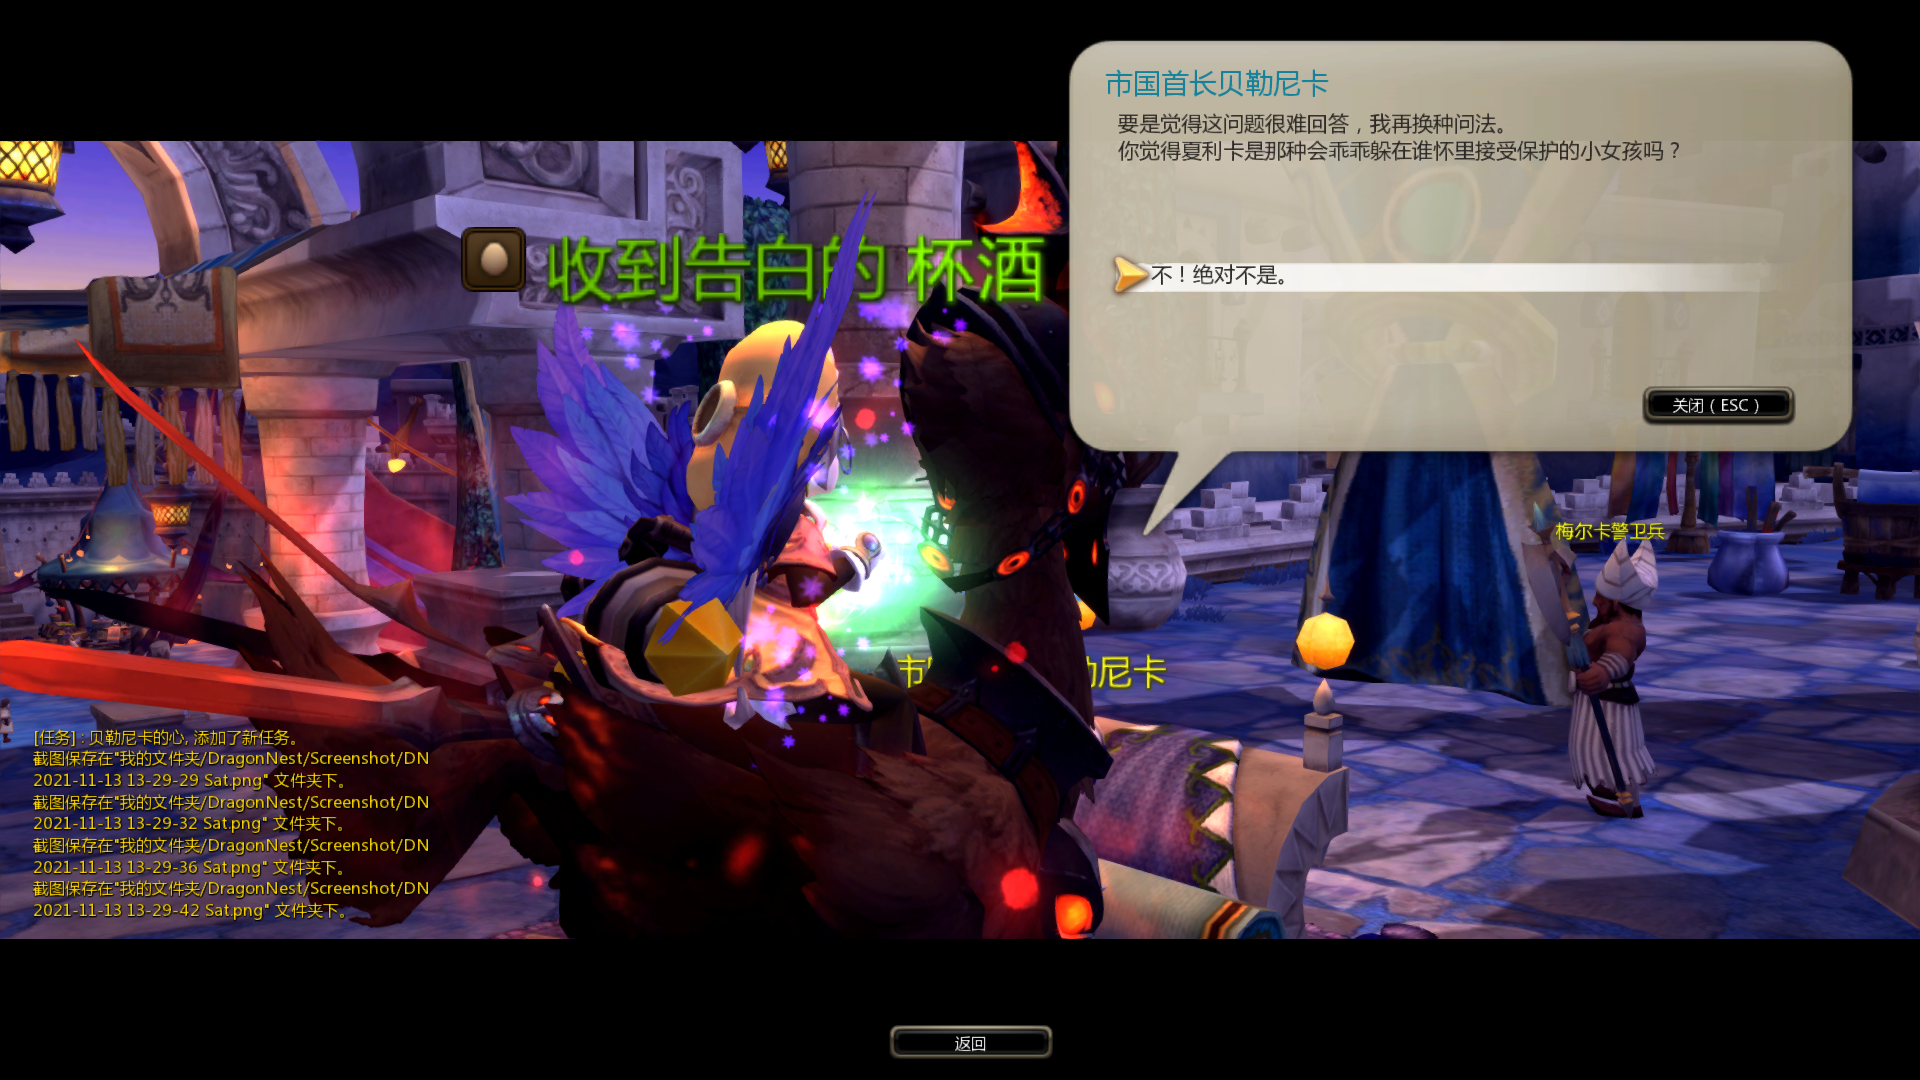 市国首长贝勒尼卡
要是觉得这问题很难回答，我再换种问法。
你觉得夏利卡是那种会乖乖躲在谁怀里接受保护的小女孩吗？
不！绝对不是。
关闭（ESC）
收到告白的 杯酒
梅尔卡警卫兵
市 尼卡
[任务] : 贝勒尼卡的心, 添加了新任务。
截图保存在"我的文件夹/DragonNest/Screenshot/DN
2021-11-13 13-29-29 Sat.png" 文件夹下。
截图保存在"我的文件夹/DragonNest/Screenshot/DN
2021-11-13 13-29-32 Sat.png" 文件夹下。
截图保存在"我的文件夹/DragonNest/Screenshot/DN
2021-11-13 13-29-36 Sat.png" 文件夹下。
截图保存在"我的文件夹/DragonNest/Screenshot/DN
2021-11-13 13-29-42 Sat.png" 文件夹下。
返回